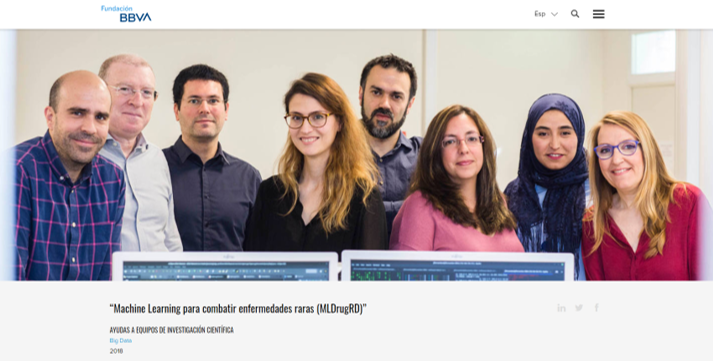 Fundación
BBVA
Esp
"Machine Learning para combatir enfermedades raras (MLDrugRD)"
AYUDAS A EQUIPOS DE INVESTIGACIÓN CIENTÍFICA
Big Data
2018